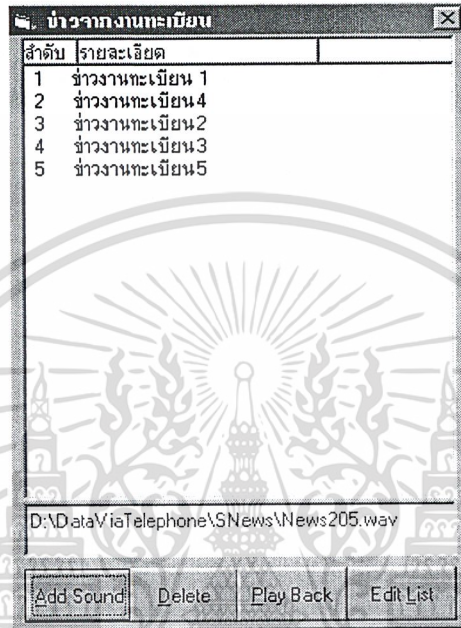 ข่าวจากงานทะเบียน
ลำดับ รายละเอียด
1 ข่าวงานทะเบียน 1
2 ข่าวงานทะเบียน4
3 ข่าวงานทะเบียน2
4 ข่าวงานทะเบียน3
5 ข่าวงานทะเบียน5
D:\DataViaTelephone\SNews\News205.wav
Add Sound Delete Play Back Edit List